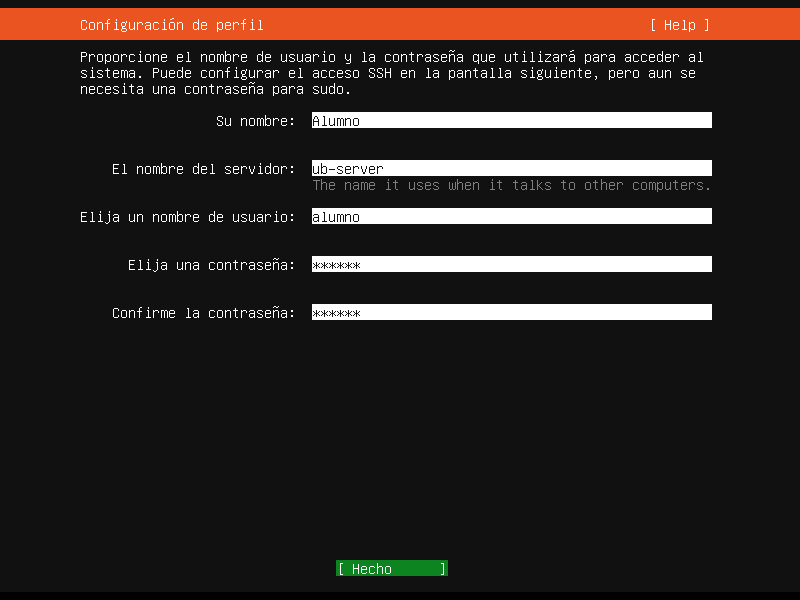 Configuración de perfil [ Help ]
Proporcione el nombre de usuario y la contraseña que utilizará para acceder al
sistema. Puede configurar el acceso SSH en la pantalla siguiente, pero aun se
necesita una contraseña para sudo.
Su nombre: Alumno
El nombre del servidor: ub-server
The name it uses when it talks to other computers.
Elija un nombre de usuario: alumno
Elija una contraseña: ******
Confirme la contraseña: ******
[ Hecho ]